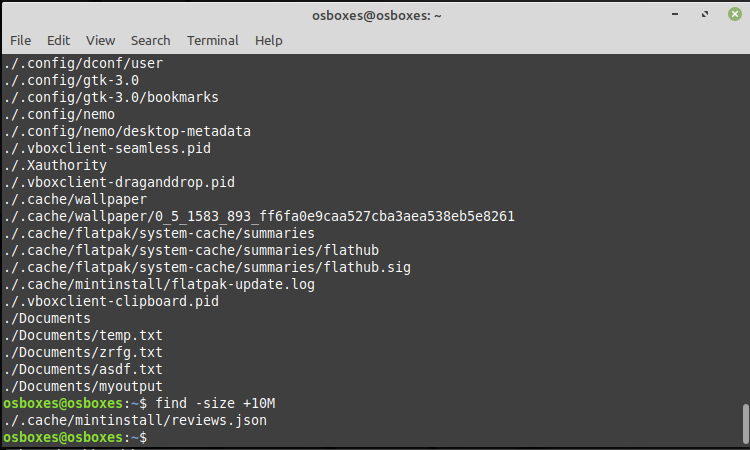 osboxes@osboxes: ~
File Edit View Search Terminal Help
./.config/dconf/user
./.config/gtk-3.0
./.config/gtk-3.0/bookmarks
./.config/nemo
./.config/nemo/desktop-metadata
./.vboxclient-seamless.pid
./.Xauthority
./.vboxclient-draganddrop.pid
./.cache/wallpaper
./.cache/wallpaper/0_5_1583_893_ff6fa0e9caa527cba3aea538eb5e8261
./.cache/flatpak/system-cache/summaries
./.cache/flatpak/system-cache/summaries/flathub
./.cache/flatpak/system-cache/summaries/flathub.sig
./.cache/mintinstall/flatpak-update.log
./.vboxclient-clipboard.pid
./Documents
./Documents/temp.txt
./Documents/zrfg.txt
./Documents/asdf.txt
./Documents/myoutput
osboxes@osboxes:~$ find -size +10M
./.cache/mintinstall/reviews.json
osboxes@osboxes:~$